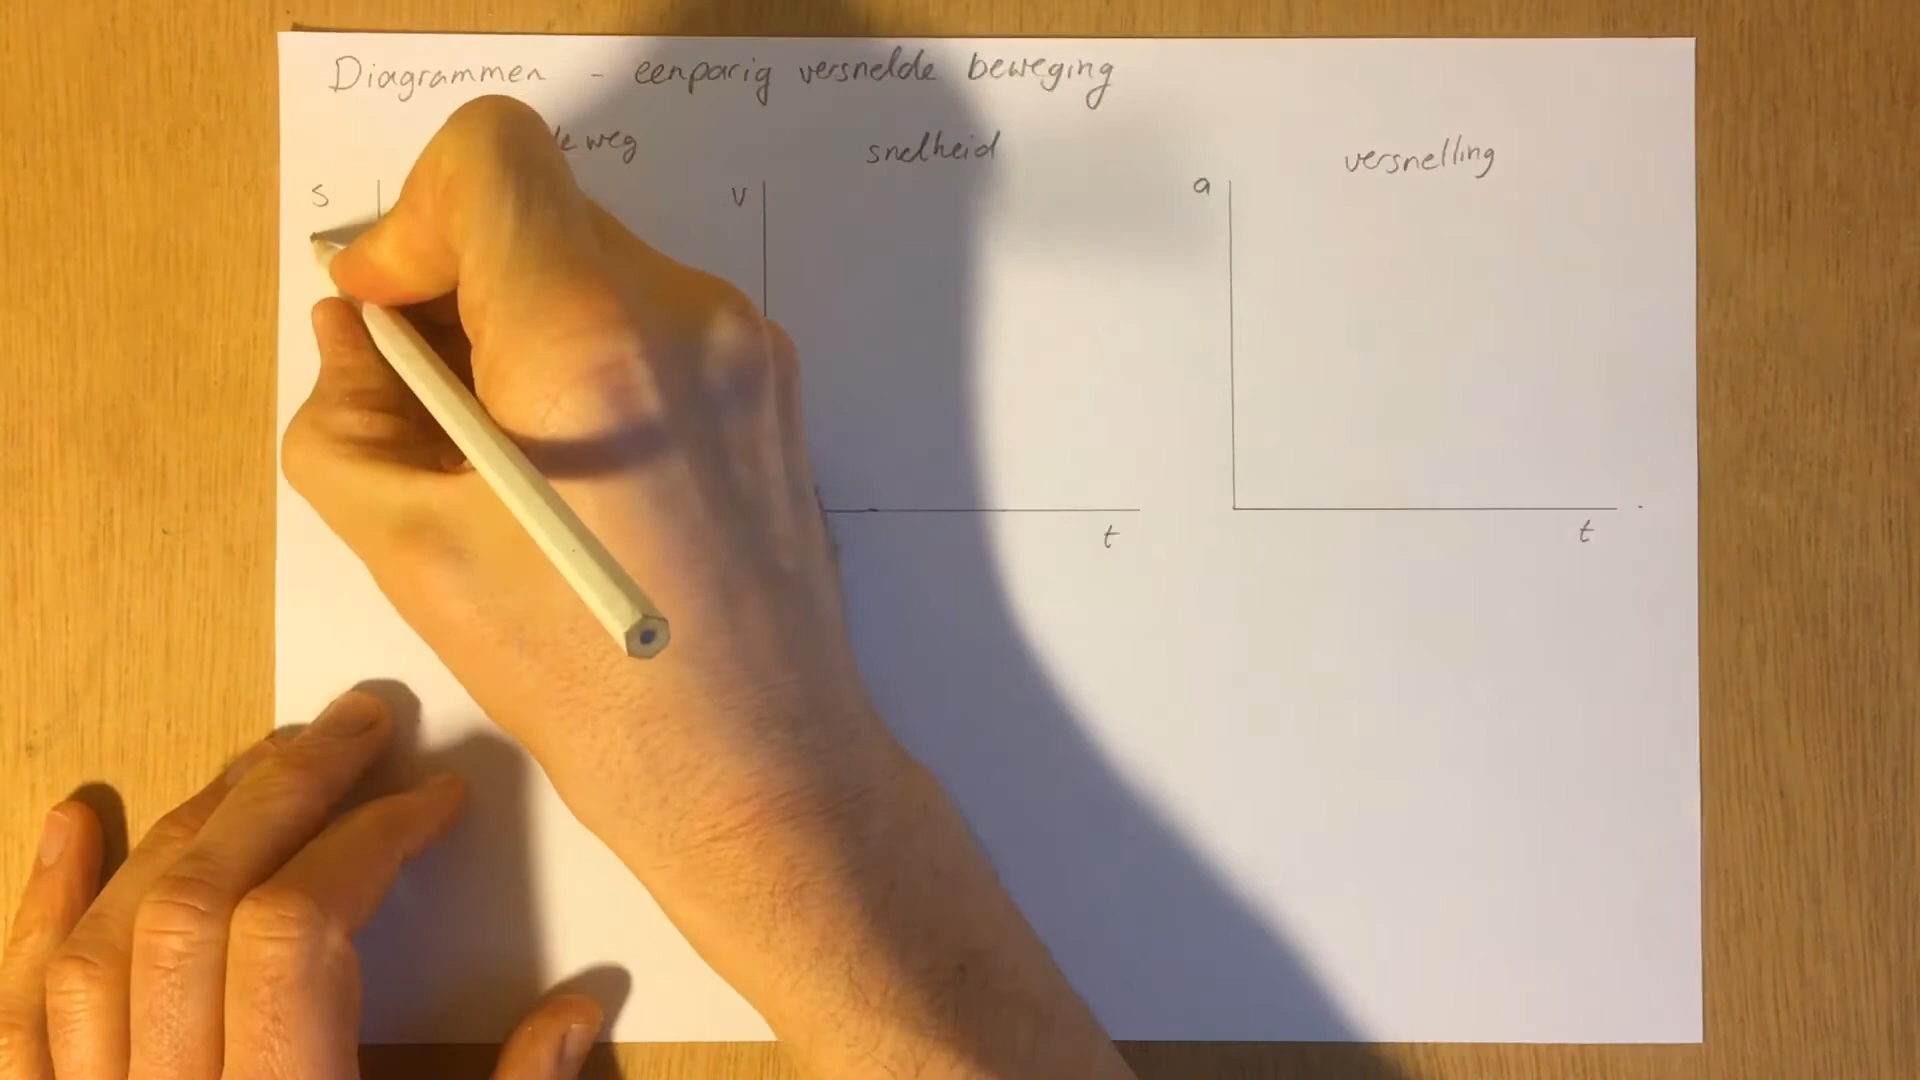 Diagrammen - eenparig versnelde beweging
weg
snelheid
versnelling
s
v
a
t
t